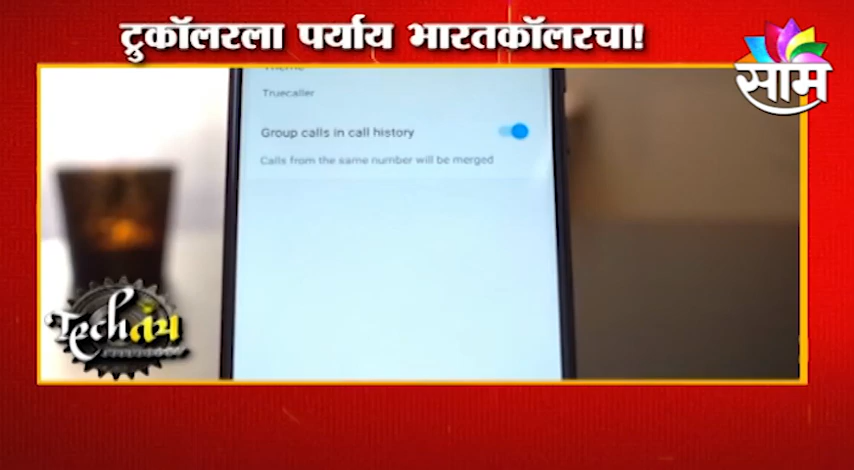 ट्रुकॉलरला पर्याय भारतकॉलरचा!
साम
Theme
Truecaller
Group calls in call history
Calls from the same number will be merged
Techतंत्र